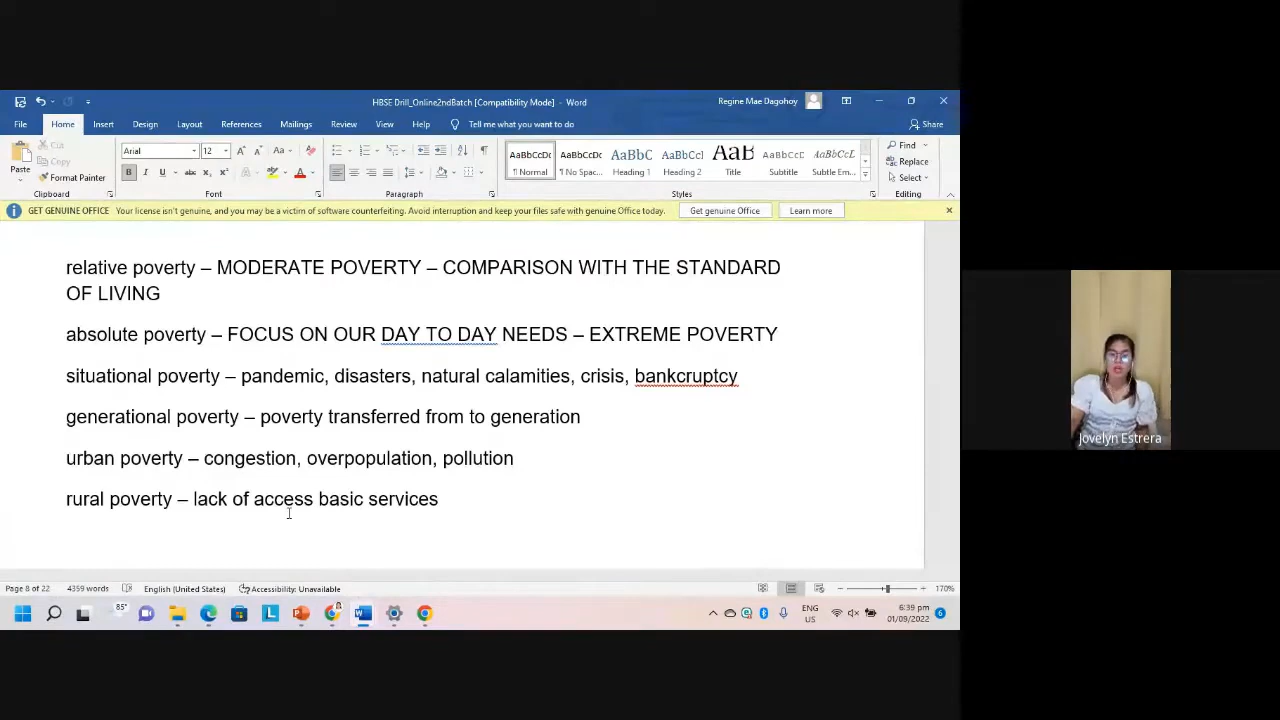 HBSE Drill_Online2ndBatch [Compatibility Mode] - Word
Regine Mae Dagohoy
File Home Insert Design Layout References Mailings Review View Help Tell me what you want to do Share
Cut
Copy
Paste
Format Painter
Clipboard
Arial 12
Font
Paragraph
AaBbCcDc AaBbCcDc AaBbC AaBbCcI AaB AaBbCcD AaBbCcL
¶ Normal ¶ No Spac... Heading 1 Heading 2 Title Subtitle Subtle Em...
Styles
Find
Replace
Select
Editing
GET GENUINE OFFICE Your license isn't genuine, and you may be a victim of software counterfeiting. Avoid interruption and keep your files safe with genuine Office today. Get genuine Office Learn more
relative poverty – MODERATE POVERTY – COMPARISON WITH THE STANDARD
OF LIVING
absolute poverty – FOCUS ON OUR DAY TO DAY NEEDS – EXTREME POVERTY
situational poverty – pandemic, disasters, natural calamities, crisis, bankcruptcy
generational poverty – poverty transferred from to generation
urban poverty – congestion, overpopulation, pollution
rural poverty – lack of access basic services
Jovelyn Estrera
Page 8 of 22 4359 words English (United States) Accessibility: Unavailable 170%
85°
ENG
US
6:39 pm
01/09/2022
6